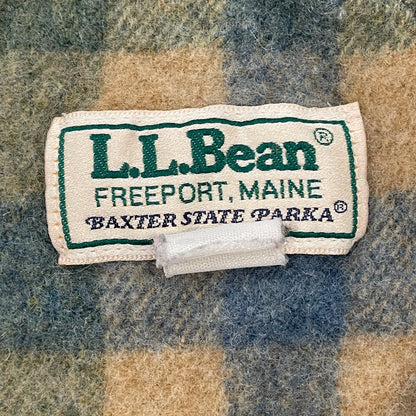 L.L.Bean®
FREEPORT, MAINE
BAXTER STATE PARKA®